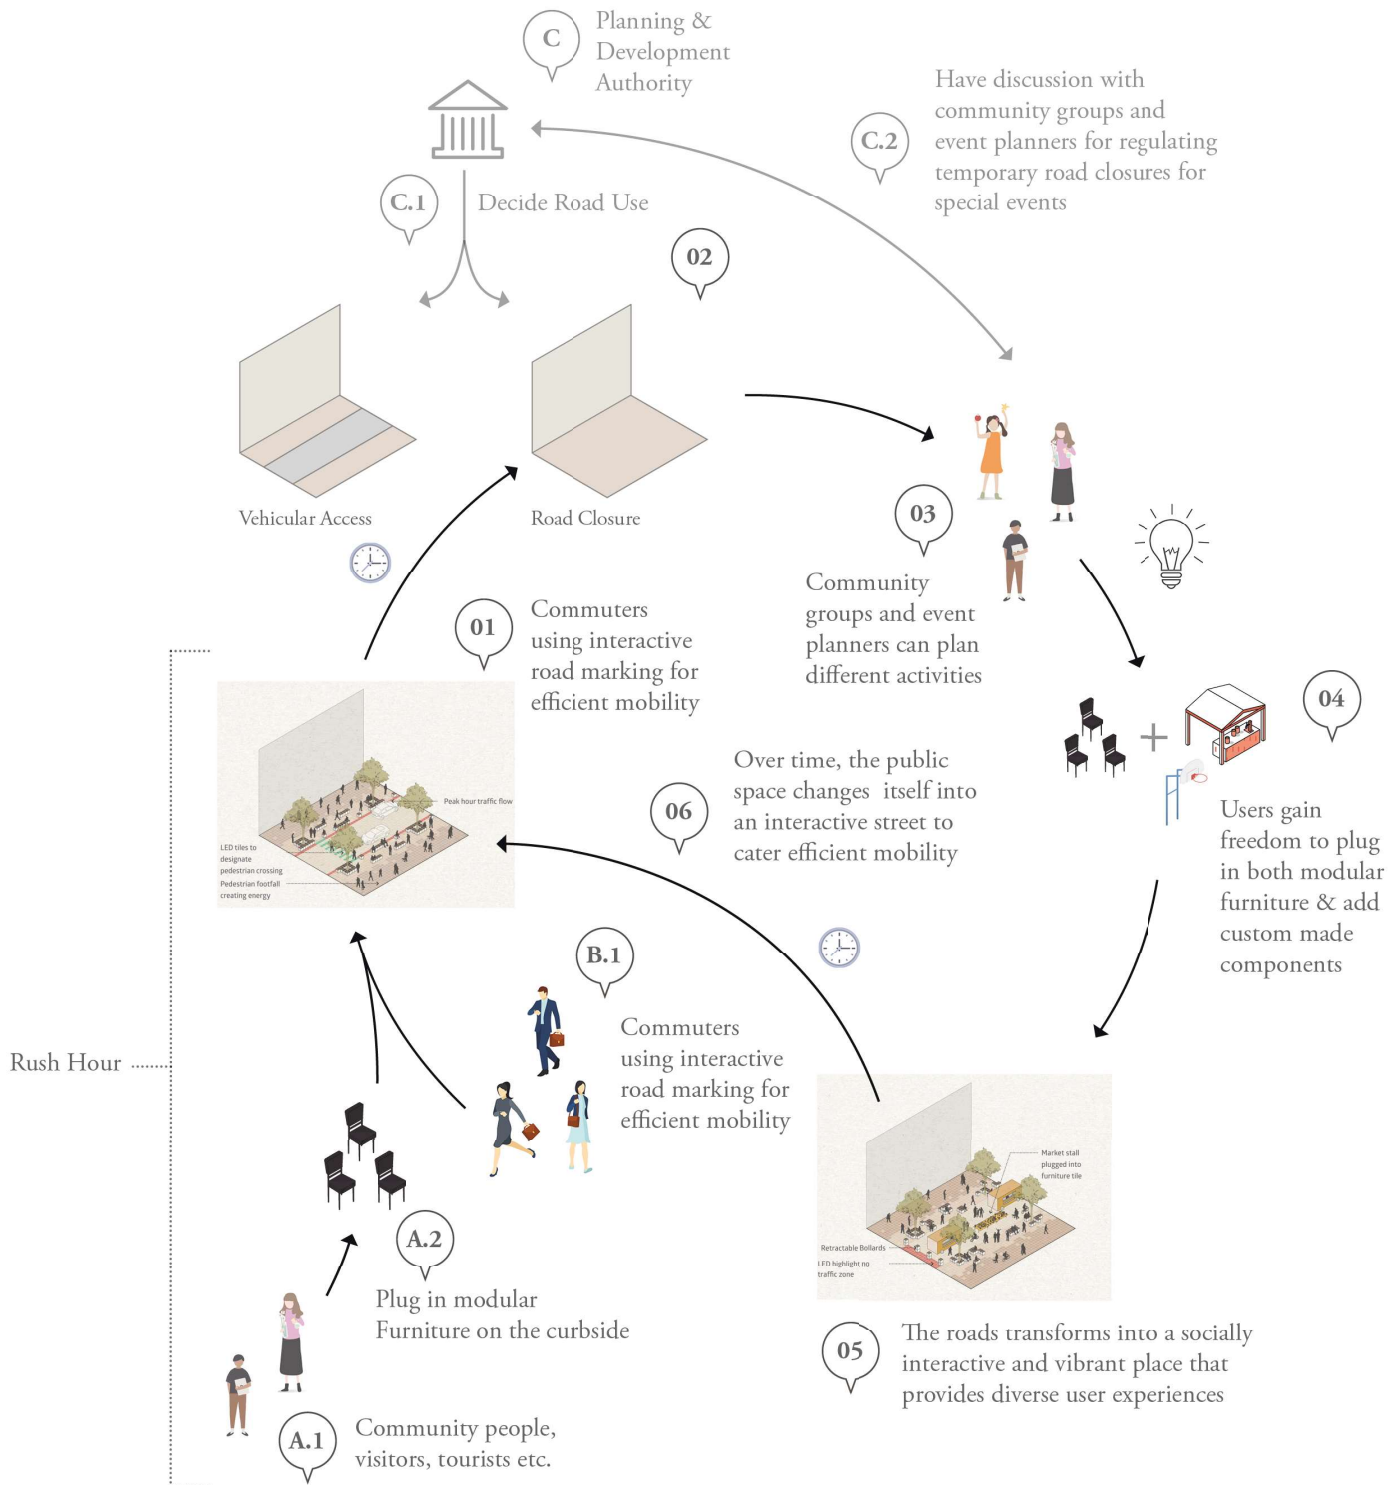 C
Planning &
Development
Authority
C.2
Have discussion with
community groups and
event planners for regulating
temporary road closures for
special events
C.1
Decide Road Use
02
Vehicular Access
Road Closure
03
Community
groups and event
planners can plan
different activities
01
Commuters
using interactive
road marking for
efficient mobility
04
Users gain
freedom to plug
in both modular
furniture & add
custom made
components
06
Over time, the public
space changes itself into
an interactive street to
cater efficient mobility
Peak hour traffic flow
LED tiles to
designate
pedestrian crossing
Pedestrian footfall
creating energy
B.1
Commuters
using interactive
road marking for
efficient mobility
Rush Hour
Market stall
plugged into
furniture tile
Retractable Bollards
LED highlight no
traffic zone
A.2
Plug in modular
Furniture on the curbside
05
The roads transforms into a socially
interactive and vibrant place that
provides diverse user experiences
A.1
Community people,
visitors, tourists etc.